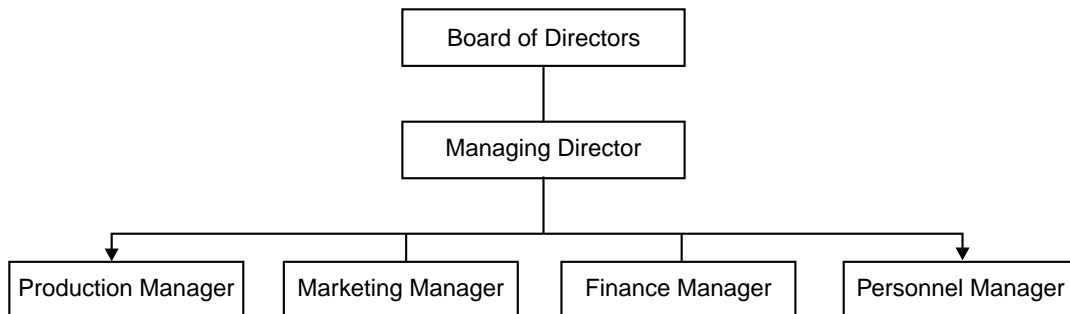 Board of Directors
Managing Director
Production Manager
Marketing Manager
Finance Manager
Personnel Manager